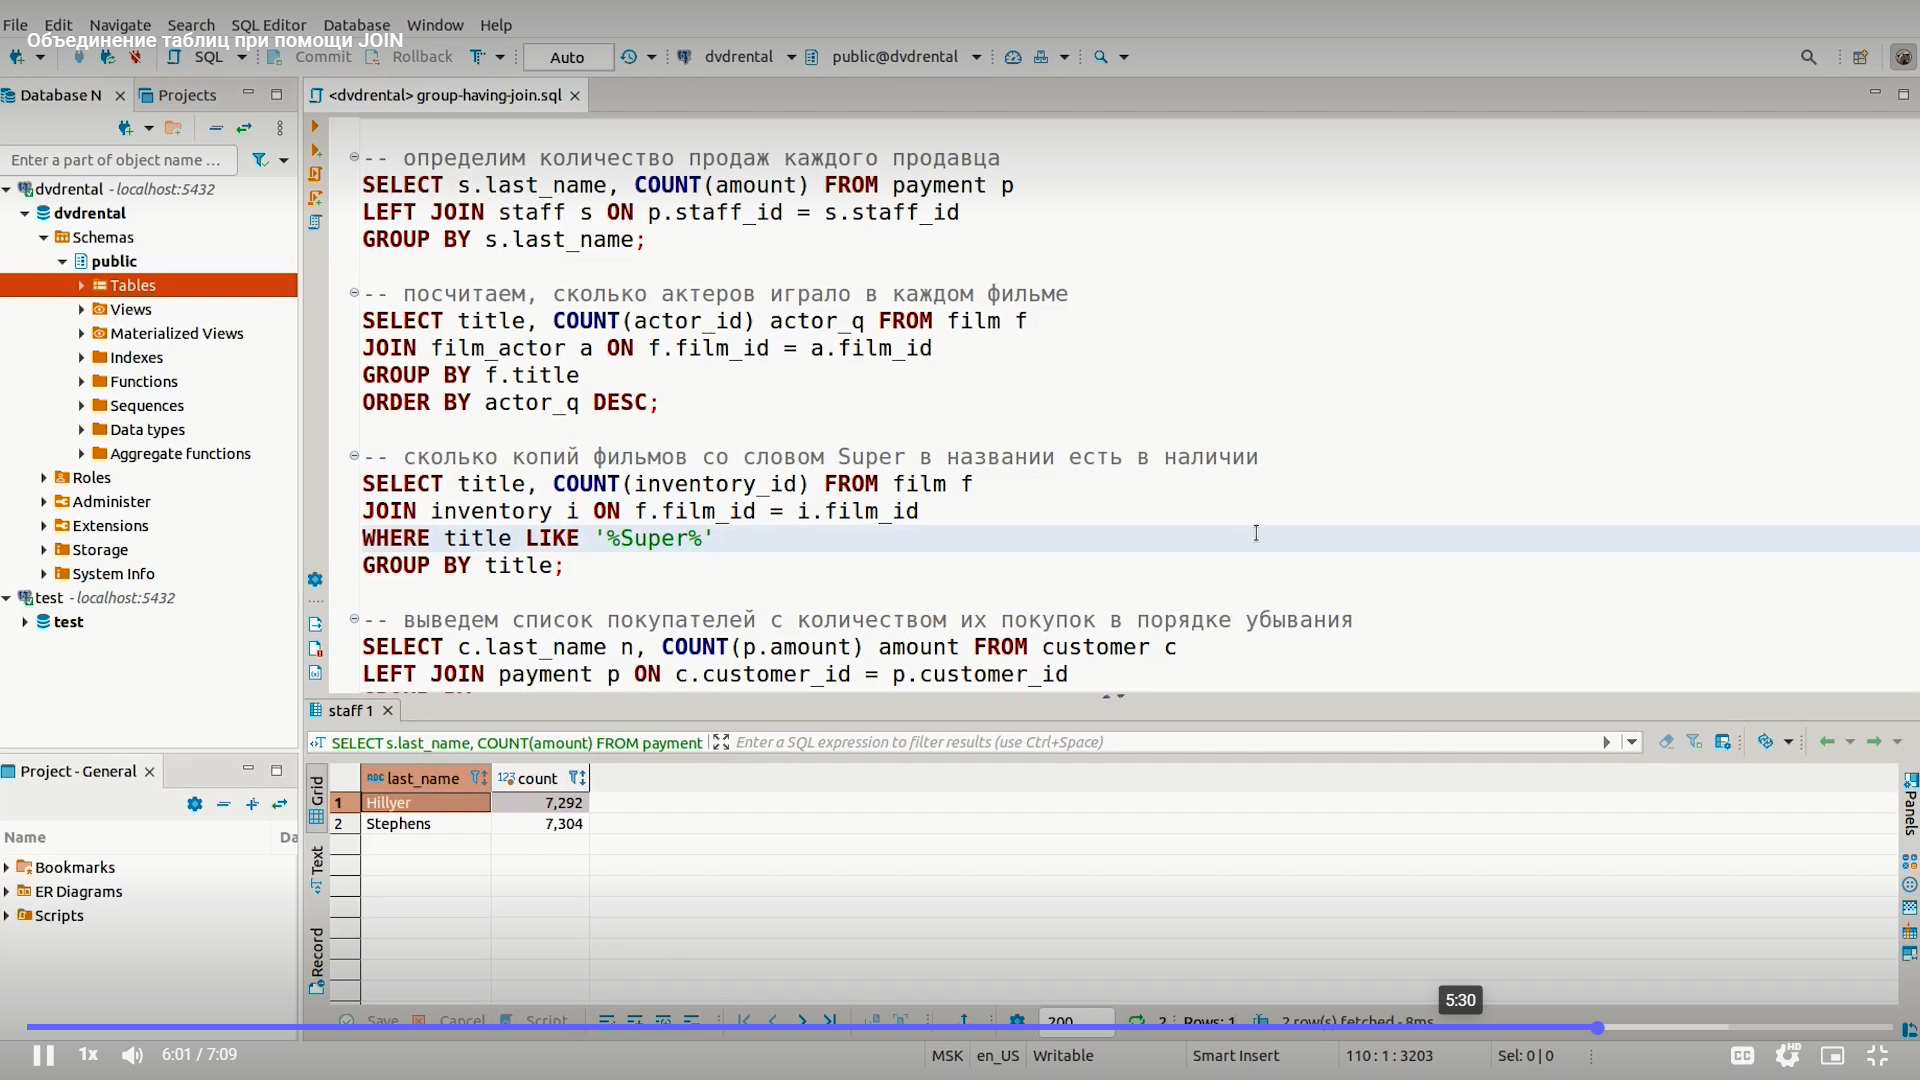 File Edit Navigate Search SQL Editor Database Window Help
Объединение таблиц при помощи JOIN
SQL Commit Rollback Auto dvdrental public@dvdrental
Database N Projects
<dvdrental> group-having-join.sql
Enter a part of object name ...
dvdrental - localhost:5432
dvdrental
Schemas
public
Tables
Views
Materialized Views
Indexes
Functions
Sequences
Data types
Aggregate functions
Roles
Administer
Extensions
Storage
System Info
test - localhost:5432
test
-- определим количество продаж каждого продавца
SELECT s.last_name, COUNT(amount) FROM payment p
LEFT JOIN staff s ON p.staff_id = s.staff_id
GROUP BY s.last_name;
-- посчитаем, сколько актеров играло в каждом фильме
SELECT title, COUNT(actor_id) actor_q FROM film f
JOIN film_actor a ON f.film_id = a.film_id
GROUP BY f.title
ORDER BY actor_q DESC;
-- сколько копий фильмов со словом Super в названии есть в наличии
SELECT title, COUNT(inventory_id) FROM film f
JOIN inventory i ON f.film_id = i.film_id
WHERE title LIKE '%Super%'
GROUP BY title;
-- выведем список покупателей с количеством их покупок в порядке убывания
SELECT c.last_name n, COUNT(p.amount) amount FROM customer c
LEFT JOIN payment p ON c.customer_id = p.customer_id
staff 1
SELECT s.last_name, COUNT(amount) FROM payment
Enter a SQL expression to filter results (use Ctrl+Space)
Project - General
Name Da
Bookmarks
ER Diagrams
Scripts
Grid
Text
Record
ABC last_name 123 count
1 Hillyer 7,292
2 Stephens 7,304
Panels
5:30
Save Cancel Script 200 2 Rows: 1 2 row(s) fetched - 8ms
1x 6:01 / 7:09
MSK en_US Writable Smart Insert 110 : 1 : 3203 Sel: 0 | 0
CC HD